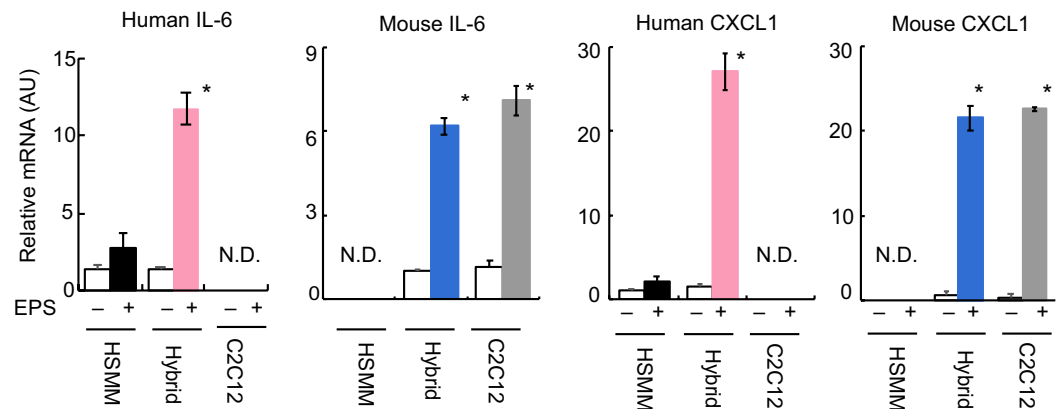 Human IL-6
Mouse IL-6
Human CXCL1
Mouse CXCL1
Relative mRNA (AU)
15
10
5
0
N.D.
EPS
– + – + – +
HSMM
Hybrid
C2C12
9
6
3
0
N.D.
HSMM
Hybrid
C2C12
30
20
10
0
N.D.
– + – + – +
HSMM
Hybrid
C2C12
30
20
10
0
N.D.
– + – + – +
HSMM
Hybrid
C2C12
*
*
*
*
*
*